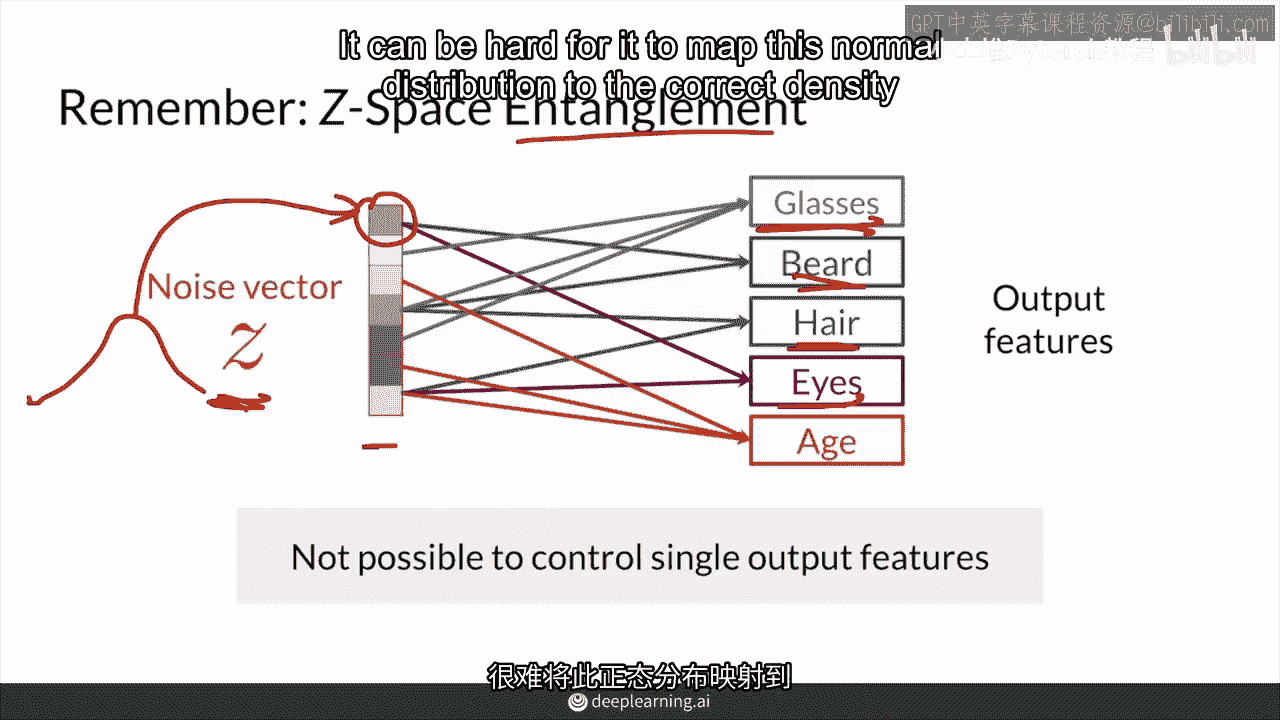 GPT中英字幕课程资源@bilibili.com
It can be hard for it to map this normal
distribution to the correct density
bilibili
Remember: Z-Space Entanglement
Noise vector
z
Glasses
Beard
Hair
Eyes
Age
Output
features
Not possible to control single output features
很难将此正态分布映射到
deeplearning.ai